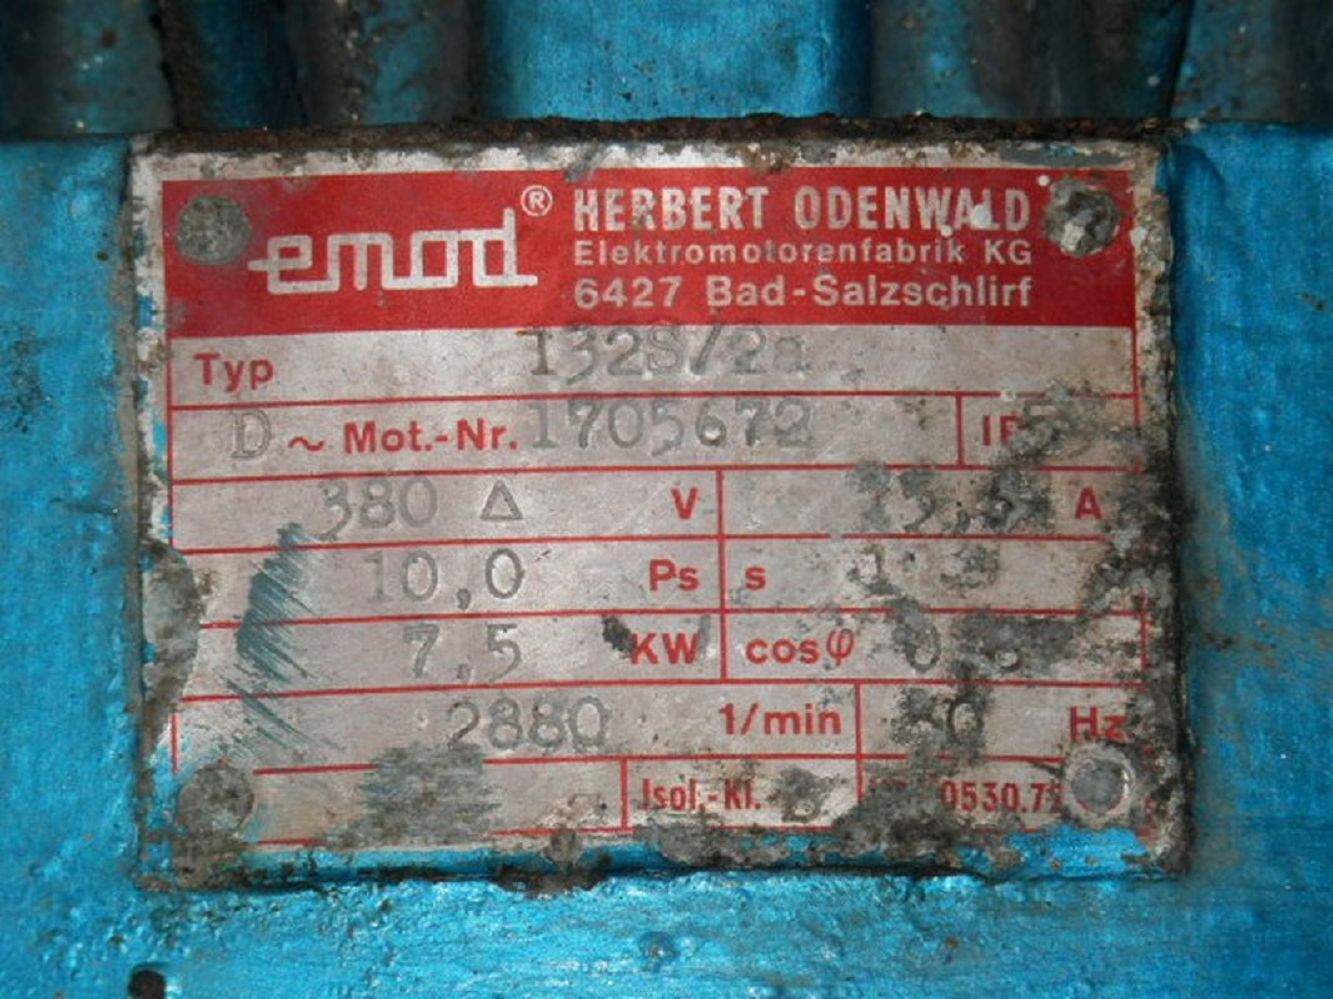 emod® HERBERT ODENWALD
Elektromotorenfabrik KG
6427 Bad-Salzschlirf
Typ 132S/2a
D ~ Mot.-Nr. 1705672
380 Δ V A
10,0 Ps s
7,5 KW cosφ
2880 1/min Hz
Isol.-Kl.